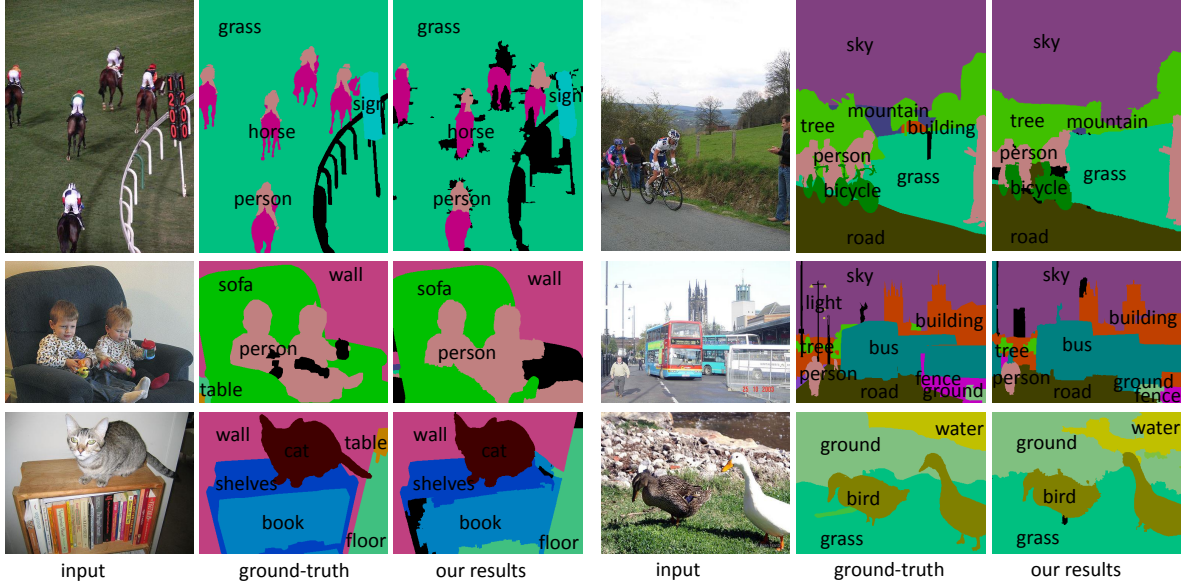 grass
sign
horse
person
grass
sign
horse
person
sky
mountain
tree
building
person
grass
bicycle
road
sky
tree
mountain
person
grass
bicycle
road
sofa
wall
person
table
sofa
wall
person
sky
light
building
tree
bus
person
fence
road
ground
sky
building
tree
bus
person
ground
road
fence
wall
table
cat
shelves
book
floor
wall
cat
shelves
book
floor
water
ground
bird
grass
water
ground
bird
grass
input
ground-truth
our results
input
ground-truth
our results